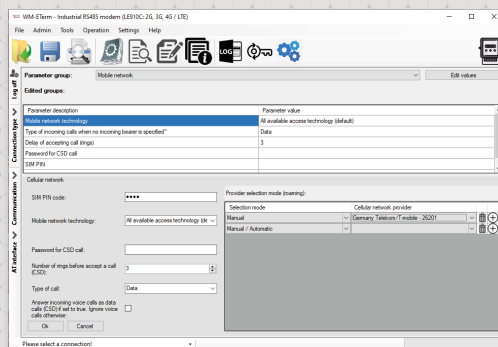 WM-ETerm - Industrial RS485 modem (LE910C: 2G, 3G, 4G / LTE)
File Admin Tools Operation Settings Help
LOG
Log off
Parameter group: Mobile network Edit values
Edited groups:
Connection type
Parameter description Parameter value
Mobile network technology All available access technology (default)
Type of incoming calls when no incoming bearer is specified" Data
Delay of accepting call (rings) 3
Password for CSD call
SIM PIN
Communication
Cellular network
SIM PIN code: ●●●●
Provider selection mode (roaming):
Selection mode Cellular network provider
Manual Germany Telekom/T-mobile - 26201
Manual / Automatic
Mobile network technology: All available access technology (de
AT interface
Password for CSD call:
Number of rings before accept a call (CSD): 3
Type of call: Data
Answer incoming voice calls as data
calls (CSD) if set to true. Ignore voice
calls otherwise:
Ok Cancel
Please select a connection!